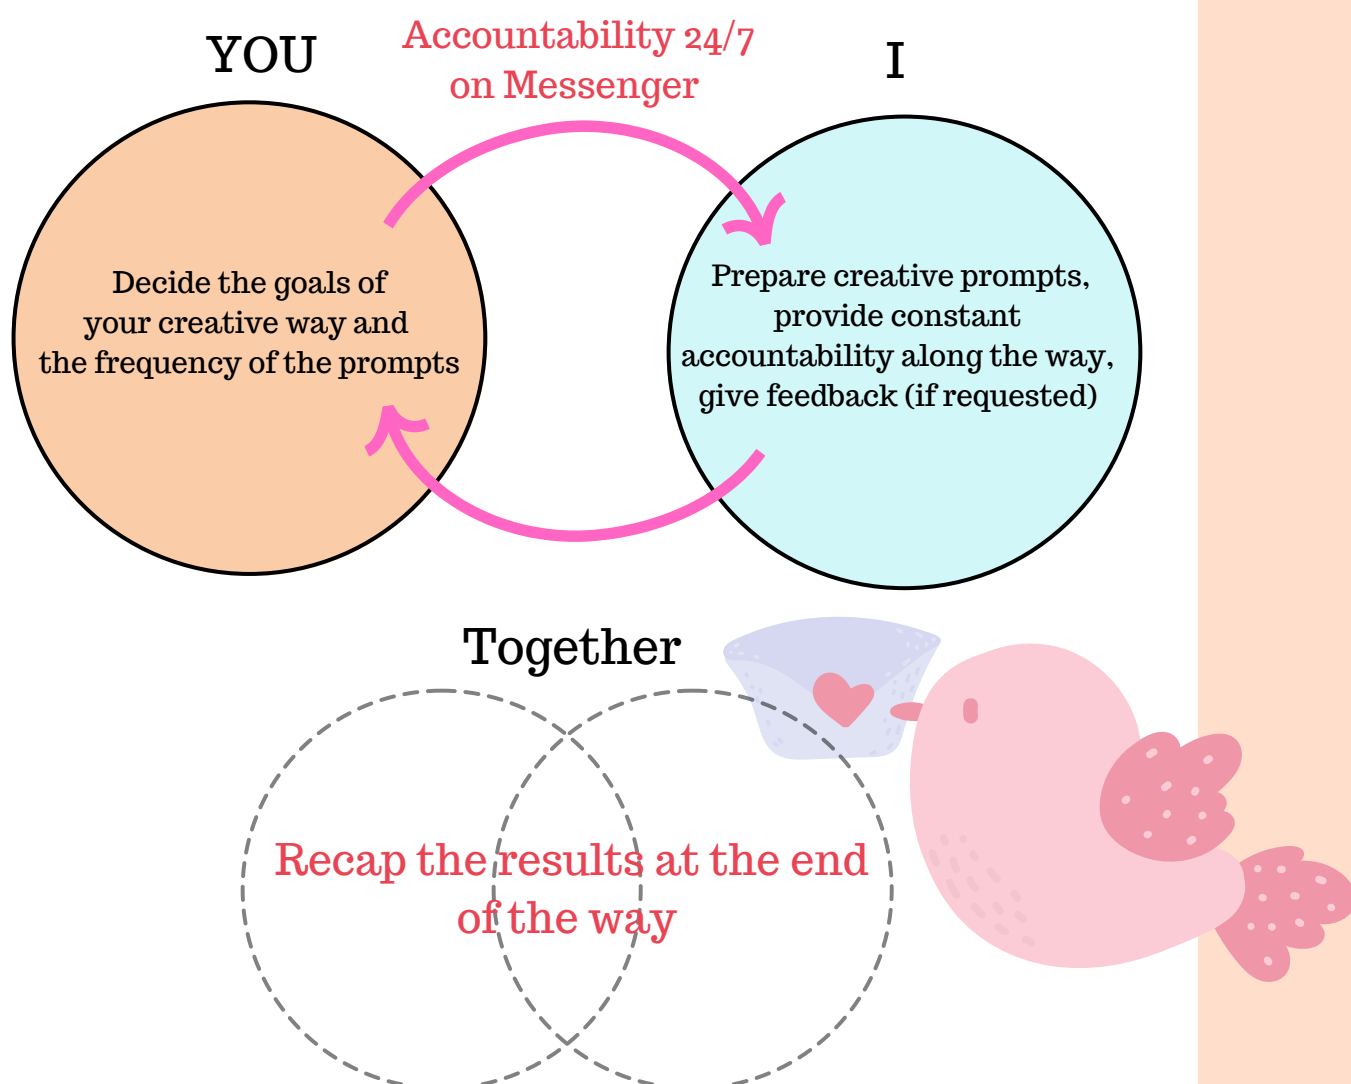 YOU
Accountability 24/7
on Messenger
I
Decide the goals of
your creative way and
the frequency of the prompts
Prepare creative prompts,
provide constant
accountability along the way,
give feedback (if requested)
Together
Recap the results at the end
of the way